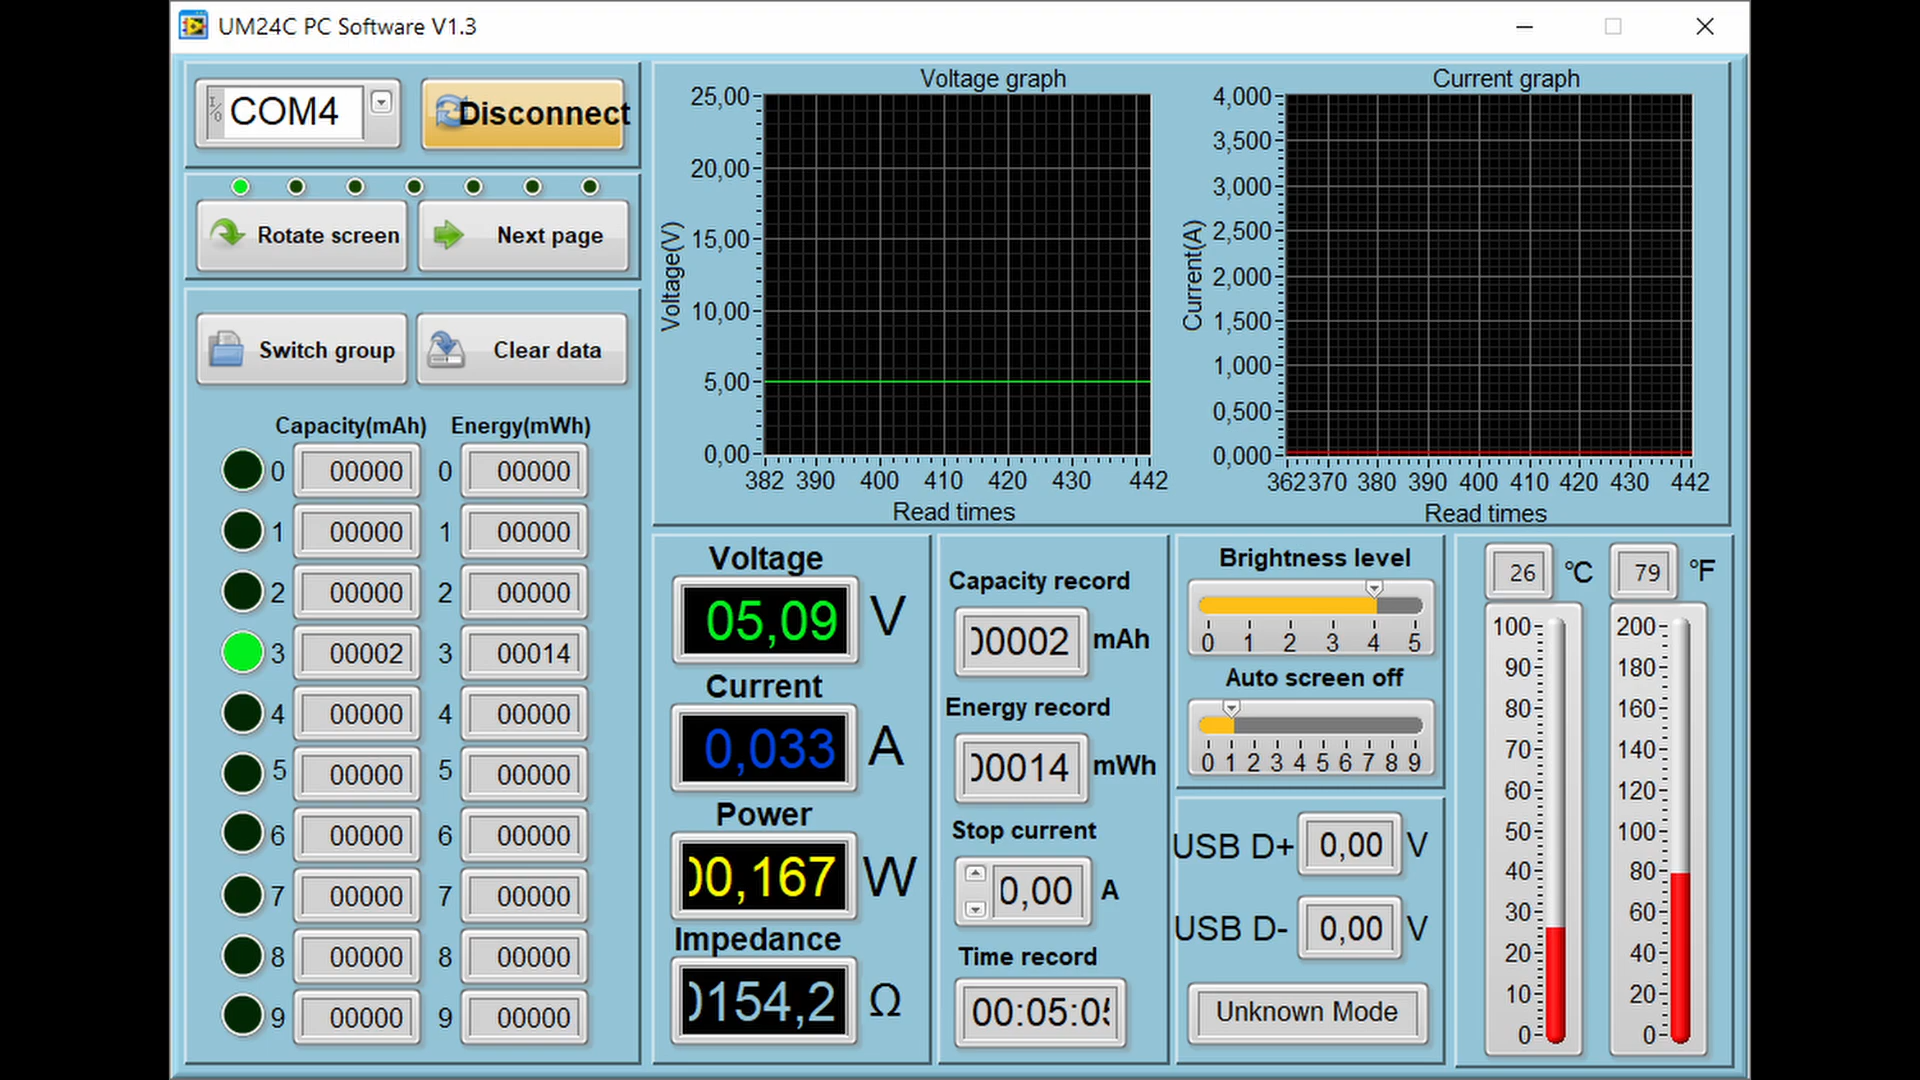 UM24C PC Software V1.3
COM4
Disconnect
Rotate screen
Next page
Switch group
Clear data
Capacity(mAh) Energy(mWh)
0 00000 0 00000
1 00000 1 00000
2 00000 2 00000
3 00002 3 00014
4 00000 4 00000
5 00000 5 00000
6 00000 6 00000
7 00000 7 00000
8 00000 8 00000
9 00000 9 00000
Voltage graph
Voltage(V)
25,00
20,00
15,00
10,00
5,00
0,00
382 390 400 410 420 430 442
Read times
Current graph
Current(A)
4,000
3,500
3,000
2,500
2,000
1,500
1,000
0,500
0,000
362 370 380 390 400 410 420 430 442
Read times
Voltage
05,09 V
Current
0,033 A
Power
00,167 W
Impedance
0154,2 Ω
Capacity record
00002 mAh
Energy record
00014 mWh
Stop current
0,00 A
Time record
00:05:05
Brightness level
0 1 2 3 4 5
Auto screen off
0 1 2 3 4 5 6 7 8 9
USB D+ 0,00 V
USB D- 0,00 V
Unknown Mode
26 °C
100
90
80
70
60
50
40
30
20
10
0
79 °F
200
180
160
140
120
100
80
60
40
20
0